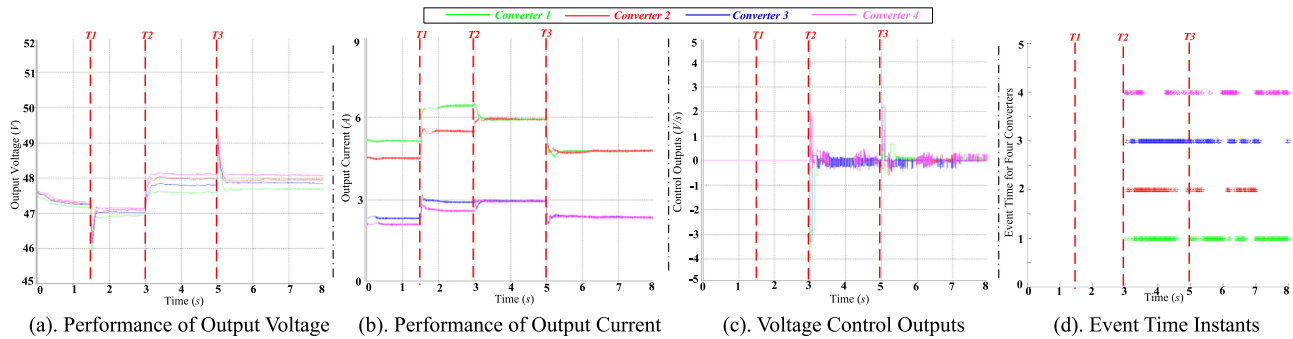 Converter 1 Converter 2 Converter 3 Converter 4
T1 T2 T3
52
51
50
49
48
47
46
45
Output Voltage (V)
0 1 2 3 4 5 6 7 8
Time (s)
(a). Performance of Output Voltage
T1 T2 T3
9
6
3
0
Output Current (A)
0 1 2 3 4 5 6 7 8
Time (s)
(b). Performance of Output Current
T1 T2 T3
5
4
3
2
1
0
-1
-2
-3
-4
-5
Control Outputs (V/s)
0 1 2 3 4 5 6 7 8
Time (s)
(c). Voltage Control Outputs
T1 T2 T3
5
4
3
2
1
0
Event Time for Four Converters
0 1 2 3 4 5 6 7 8
Time (s)
(d). Event Time Instants